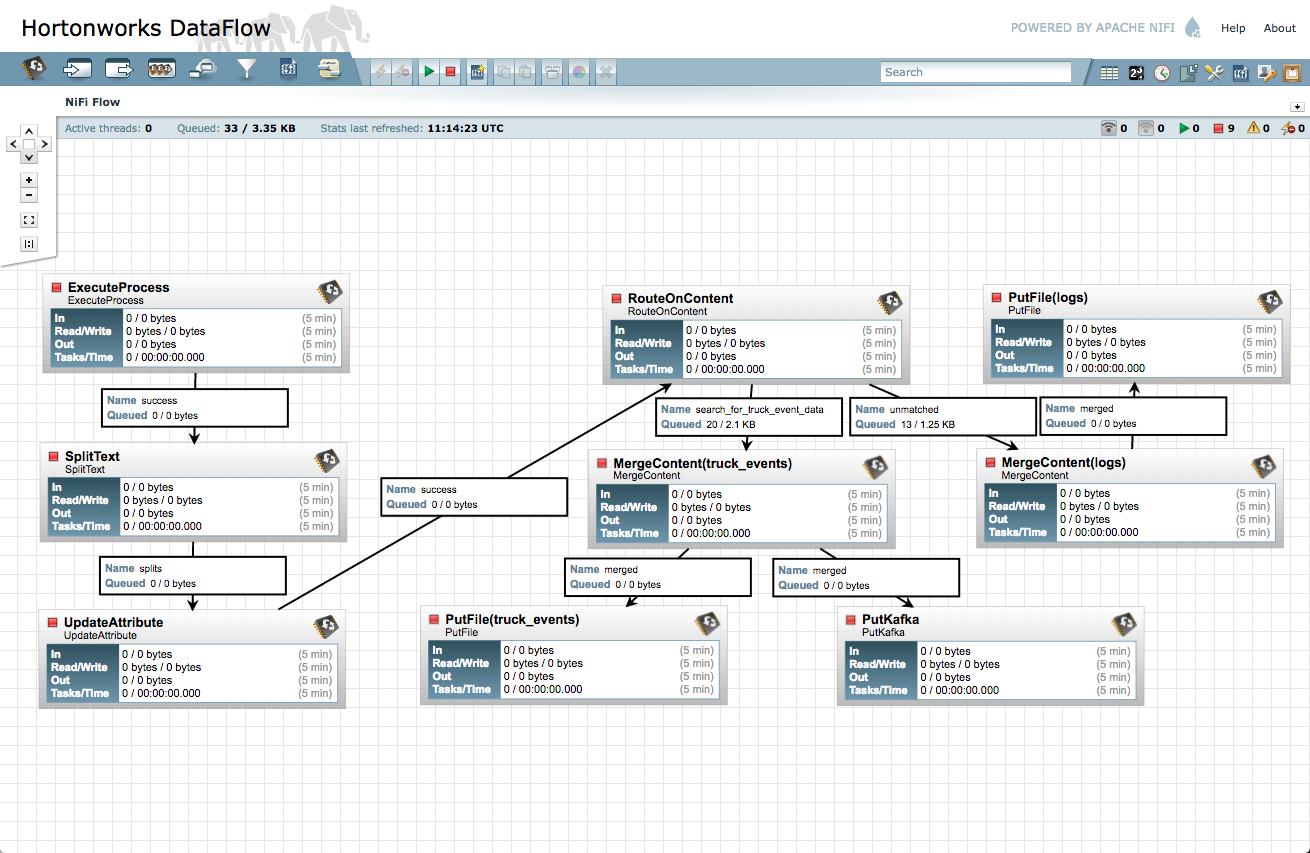 Hortonworks DataFlow
POWERED BY APACHE NIFI
Help
About
Search
NiFi Flow
Active threads: 0
Queued: 33 / 3.35 KB
Stats last refreshed: 11:14:23 UTC
0
0
0
9
0
0
ExecuteProcess
ExecuteProcess
In 0 / 0 bytes (5 min)
Read/Write 0 bytes / 0 bytes (5 min)
Out 0 / 0 bytes (5 min)
Tasks/Time 0 / 00:00:00.000 (5 min)
Name success
Queued 0 / 0 bytes
SplitText
SplitText
In 0 / 0 bytes (5 min)
Read/Write 0 bytes / 0 bytes (5 min)
Out 0 / 0 bytes (5 min)
Tasks/Time 0 / 00:00:00.000 (5 min)
Name splits
Queued 0 / 0 bytes
UpdateAttribute
UpdateAttribute
In 0 / 0 bytes (5 min)
Read/Write 0 bytes / 0 bytes (5 min)
Out 0 / 0 bytes (5 min)
Tasks/Time 0 / 00:00:00.000 (5 min)
Name success
Queued 0 / 0 bytes
RouteOnContent
RouteOnContent
In 0 / 0 bytes (5 min)
Read/Write 0 bytes / 0 bytes (5 min)
Out 0 / 0 bytes (5 min)
Tasks/Time 0 / 00:00:00.000 (5 min)
Name search_for_truck_event_data
Queued 20 / 2.1 KB
Name unmatched
Queued 13 / 1.25 KB
MergeContent(truck_events)
MergeContent
In 0 / 0 bytes (5 min)
Read/Write 0 bytes / 0 bytes (5 min)
Out 0 / 0 bytes (5 min)
Tasks/Time 0 / 00:00:00.000 (5 min)
Name merged
Queued 0 / 0 bytes
Name merged
Queued 0 / 0 bytes
PutFile(truck_events)
PutFile
In 0 / 0 bytes (5 min)
Read/Write 0 bytes / 0 bytes (5 min)
Out 0 / 0 bytes (5 min)
Tasks/Time 0 / 00:00:00.000 (5 min)
PutKafka
PutKafka
In 0 / 0 bytes (5 min)
Read/Write 0 bytes / 0 bytes (5 min)
Out 0 / 0 bytes (5 min)
Tasks/Time 0 / 00:00:00.000 (5 min)
PutFile(logs)
PutFile
In 0 / 0 bytes (5 min)
Read/Write 0 bytes / 0 bytes (5 min)
Out 0 / 0 bytes (5 min)
Tasks/Time 0 / 00:00:00.000 (5 min)
Name merged
Queued 0 / 0 bytes
MergeContent(logs)
MergeContent
In 0 / 0 bytes (5 min)
Read/Write 0 bytes / 0 bytes (5 min)
Out 0 / 0 bytes (5 min)
Tasks/Time 0 / 00:00:00.000 (5 min)